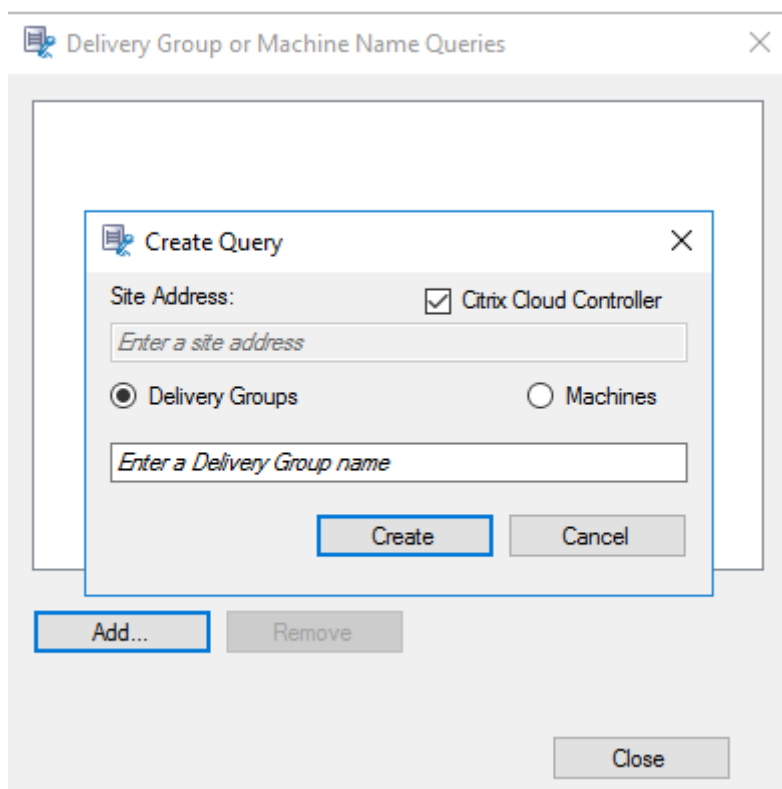 Delivery Group or Machine Name Queries
Create Query
Site Address: Citrix Cloud Controller
Enter a site address
Delivery Groups Machines
Enter a Delivery Group name
Create Cancel
Add... Remove
Close